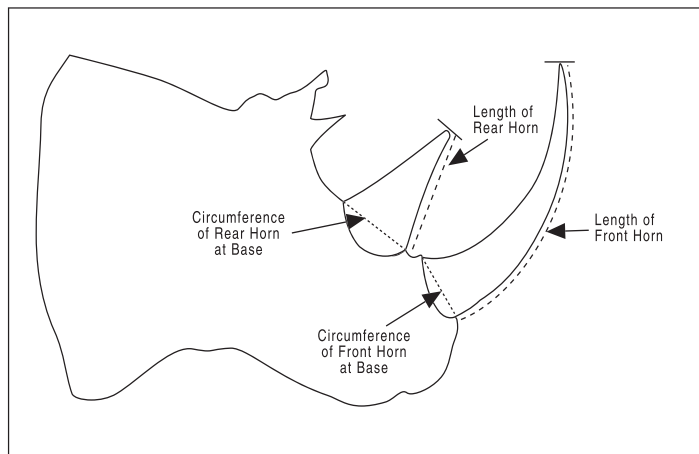 Length of
Rear Horn
Circumference
of Rear Horn
at Base
Length of
Front Horn
Circumference
of Front Horn
at Base